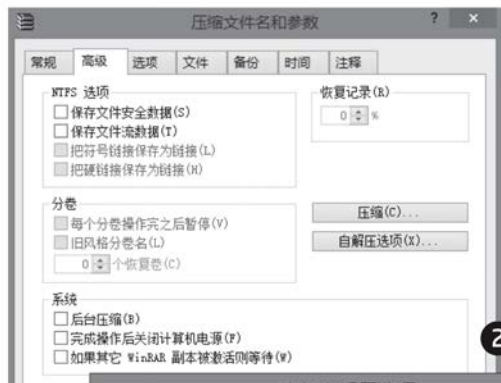 压缩文件名和参数 ? ×
常规 高级 选项 文件 备份 时间 注释
NTFS 选项
保存文件安全数据(S)
保存文件流数据(T)
把符号链接保存为链接(L)
把硬链接保存为链接(H)
恢复记录(R)
0 %
分卷
每个分卷操作完之后暂停(V)
旧风格分卷名(L)
0 个恢复卷(C)
压缩(C)...
自解压选项(X)...
系统
后台压缩(B)
完成操作后关闭计算机电源(F)
如果其它 WinRAR 副本被激活则等待(W)
2